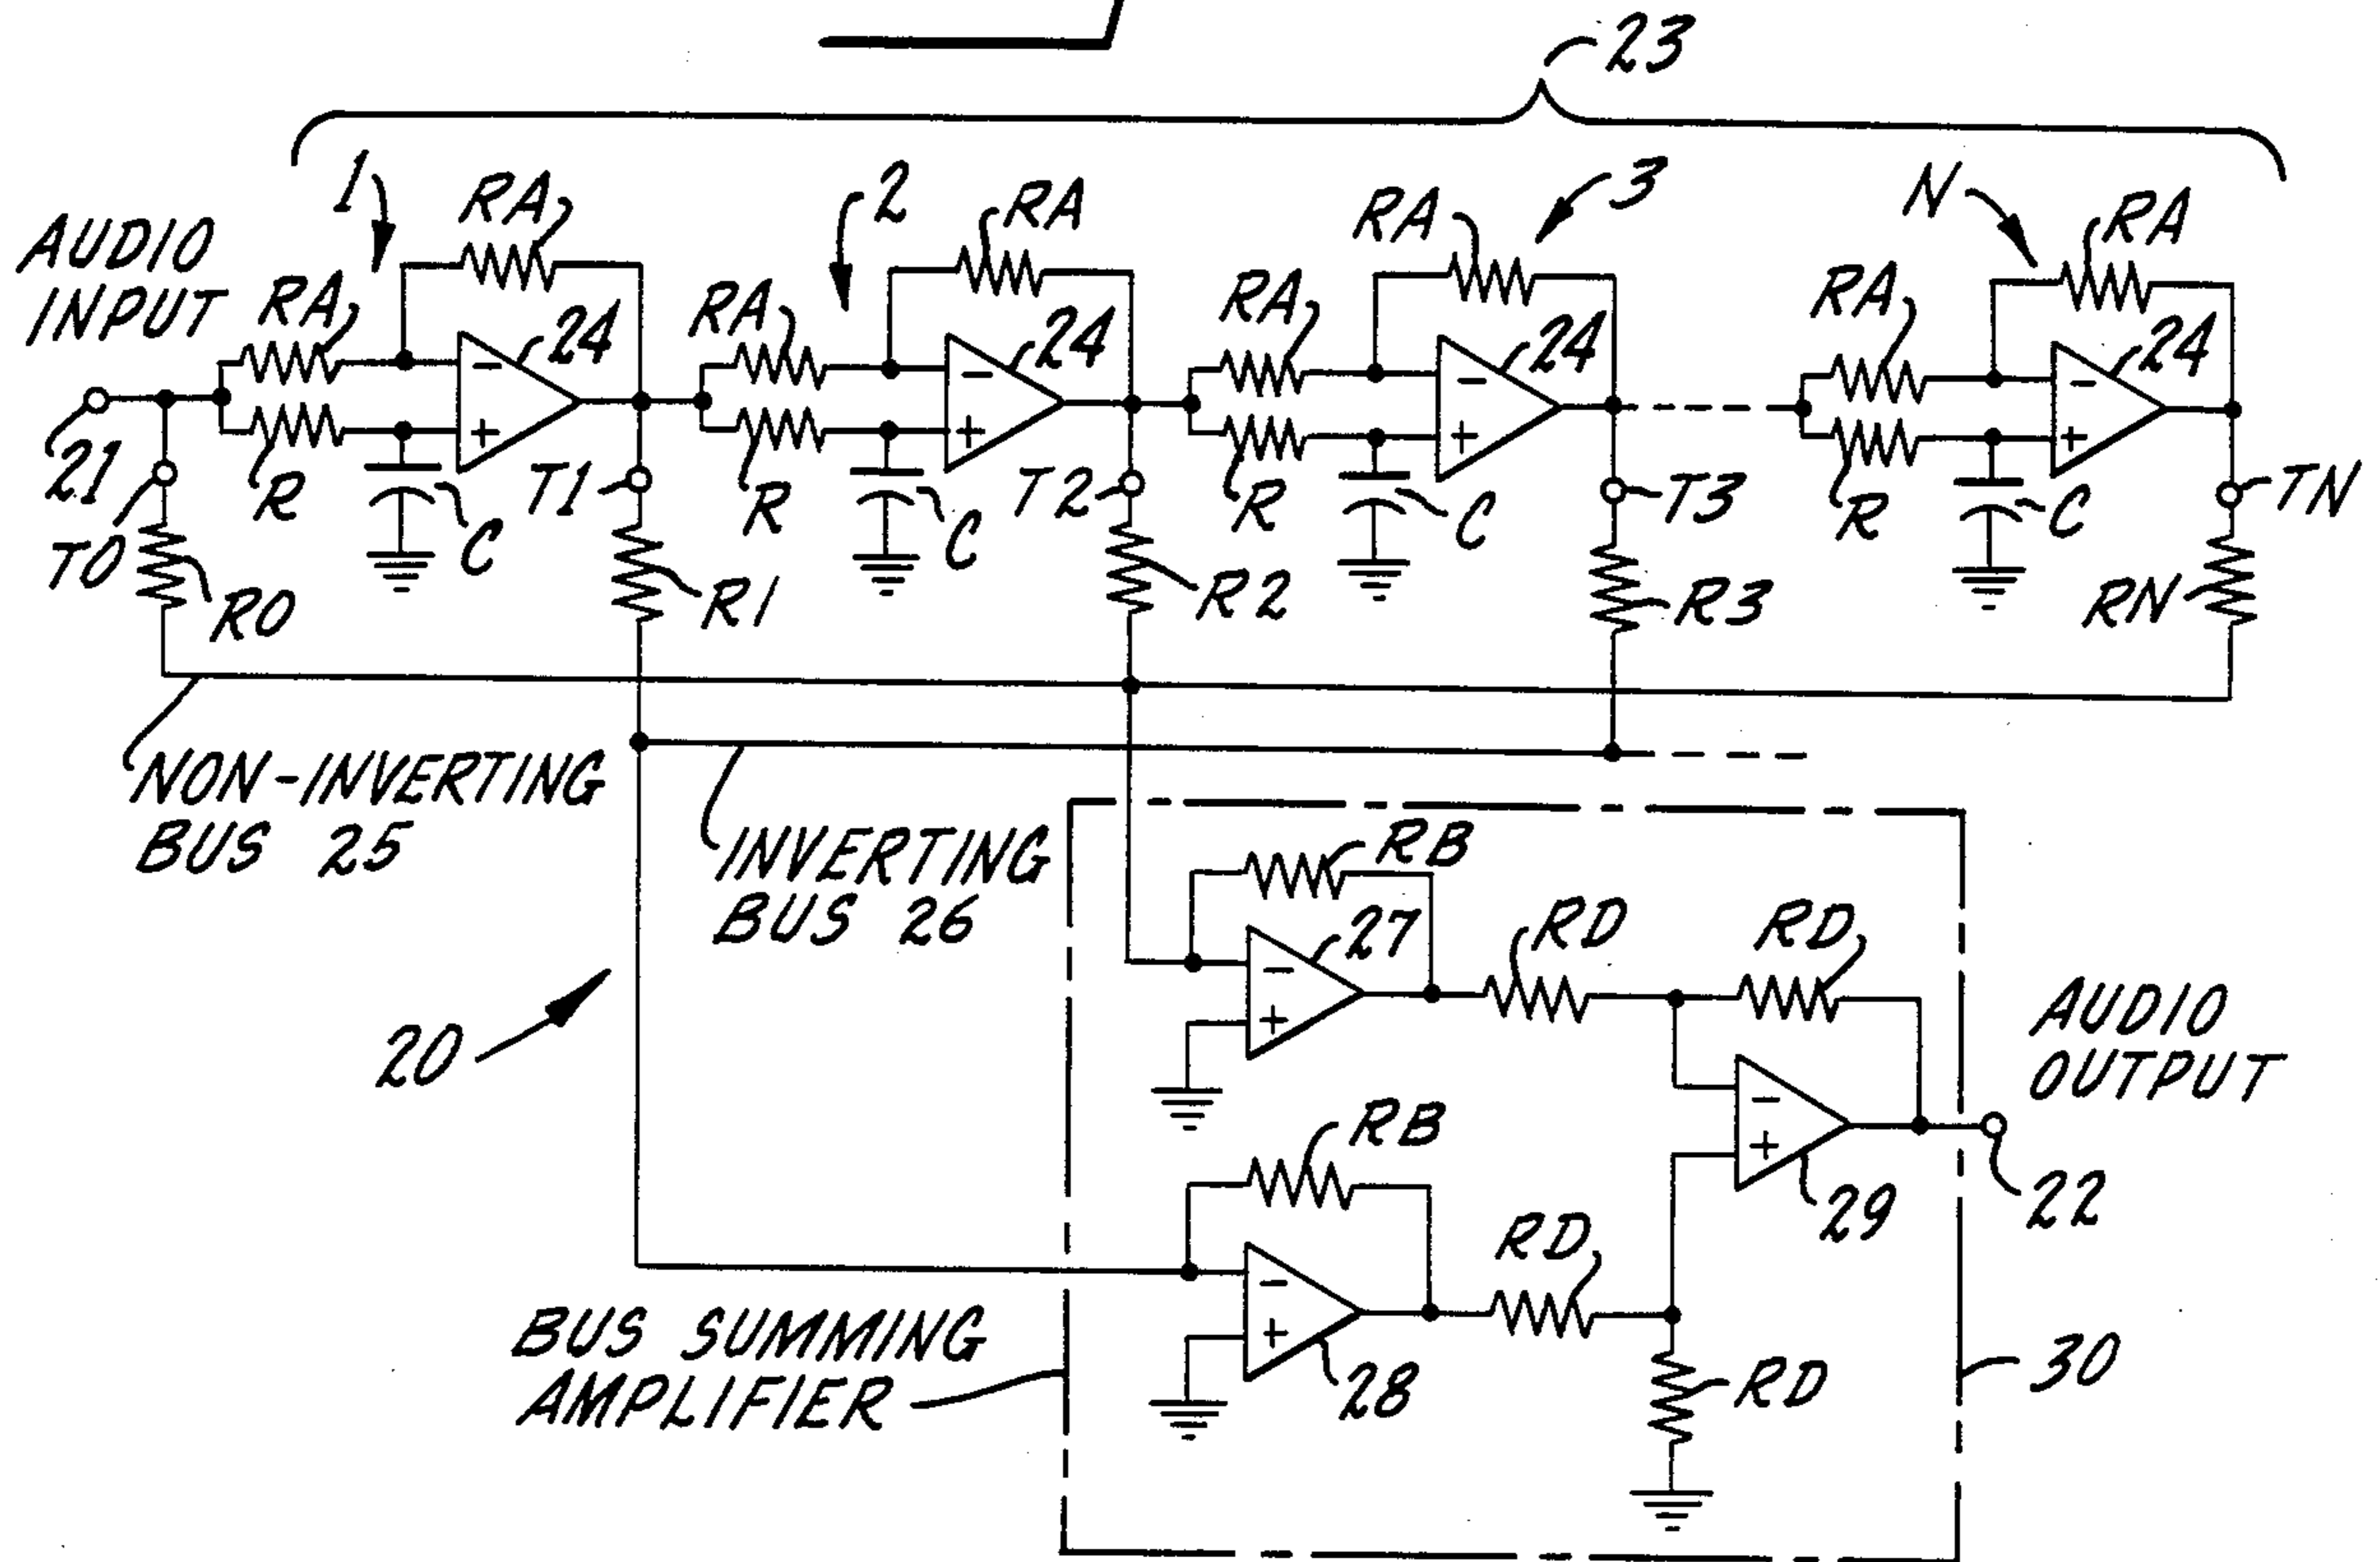 23
1
RA
2
RA
RA
3
N
RA
AUDIO
INPUT
RA
24
RA
24
RA
24
RA
24
-
+
-
+
-
+
-
+
21
R
T1
R
T2
R
T3
R
TN
T0
C
C
C
C
R0
R1
R2
R3
RN
NON-INVERTING
BUS 25
INVERTING
BUS 26
RB
27
RD
RD
-
+
AUDIO
OUTPUT
20
RB
-
+
29
22
RD
-
+
28
BUS SUMMING
AMPLIFIER
RD
30